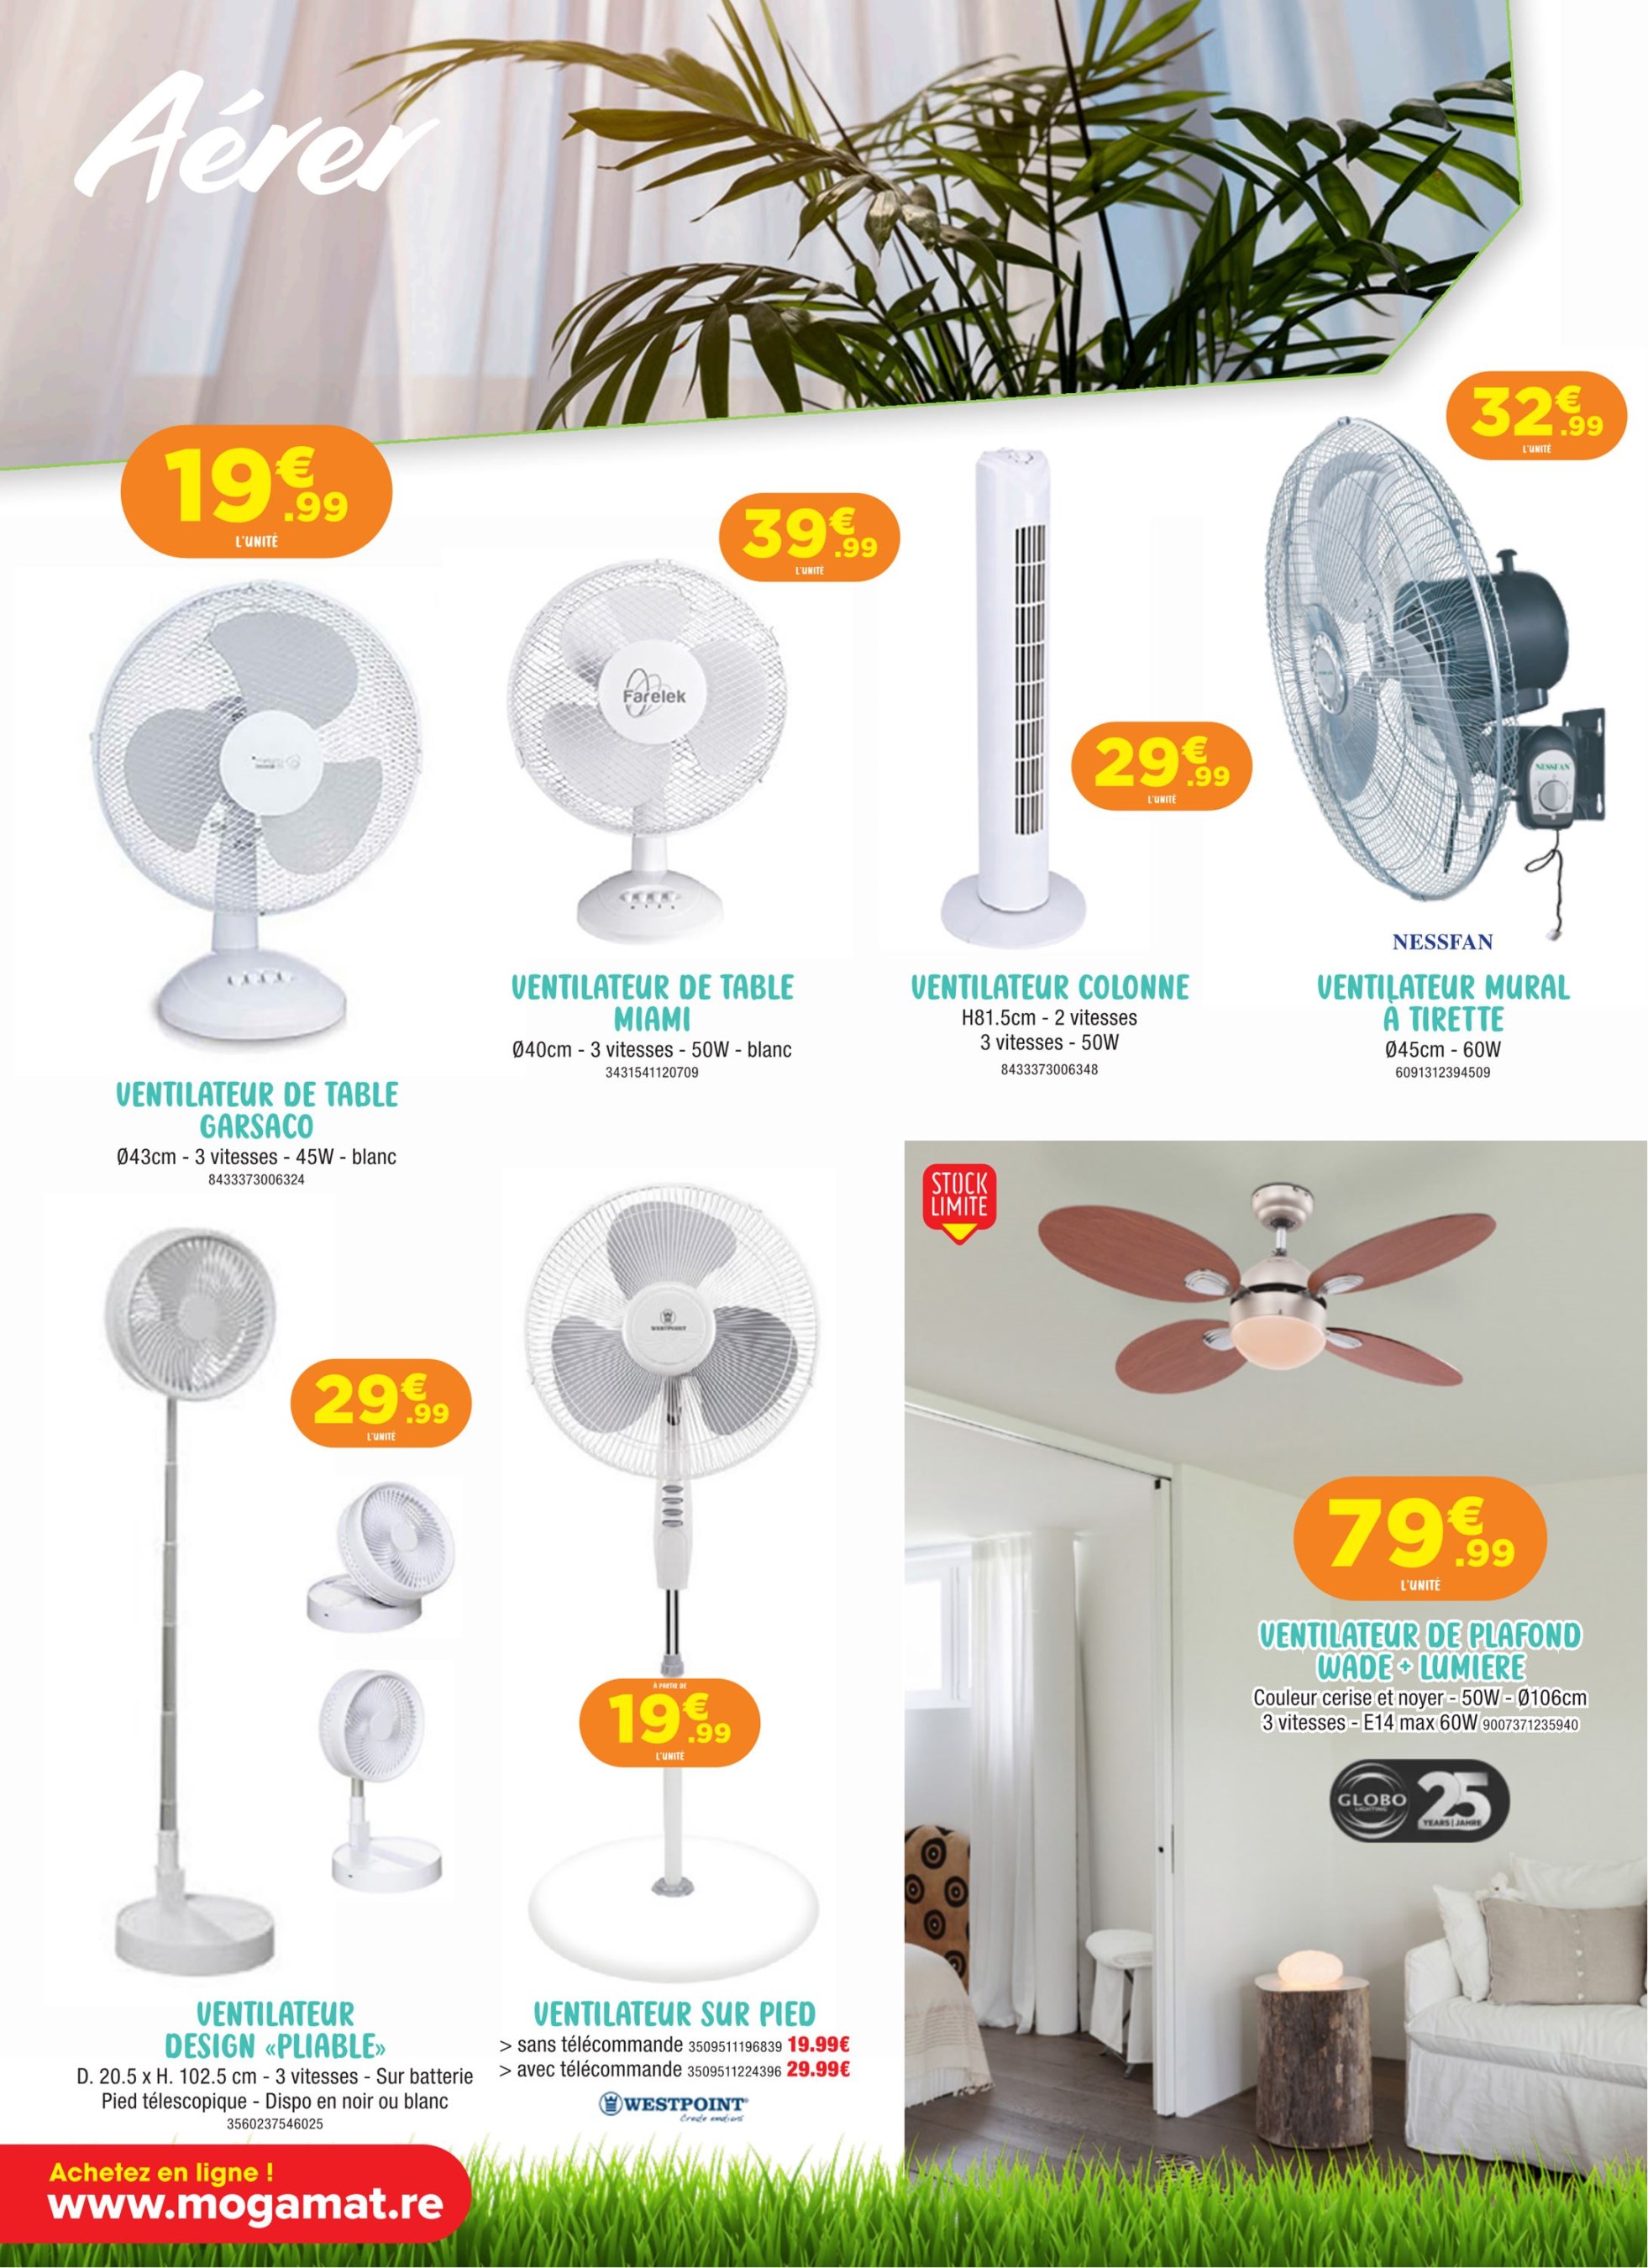 Aérer
19€.99
L'UNITÉ
VENTILATEUR DE TABLE
GARSACO
Ø43cm - 3 vitesses - 45W - blanc
8433373006324
39€.99
L'UNITÉ
Farelek
VENTILATEUR DE TABLE
MIAMI
Ø40cm - 3 vitesses - 50W - blanc
3431541120709
29€.99
L'UNITÉ
VENTILATEUR COLONNE
H81.5cm - 2 vitesses
3 vitesses - 50W
8433373006348
32€.99
L'UNITÉ
NESSFAN
NESSFAN
VENTILATEUR MURAL
À TIRETTE
Ø45cm - 60W
6091312394509
29€.99
L'UNITÉ
VENTILATEUR
DESIGN «PLIABLE»
D. 20.5 x H. 102.5 cm - 3 vitesses - Sur batterie
Pied télescopique - Dispo en noir ou blanc
3560237546025
WESTPOINT
À PARTIR DE
19€.99
L'UNITÉ
VENTILATEUR SUR PIED
> sans télécommande 3509511196839 19.99€
> avec télécommande 3509511224396 29.99€
WESTPOINT
Create emotions
STOCK
LIMITE
79€.99
L'UNITÉ
VENTILATEUR DE PLAFOND
WADE + LUMIERE
Couleur cerise et noyer - 50W - Ø106cm
3 vitesses - E14 max 60W 9007371235940
GLOBO
LIGHTING
25
YEARS | JAHRE
Achetez en ligne !
www.mogamat.re